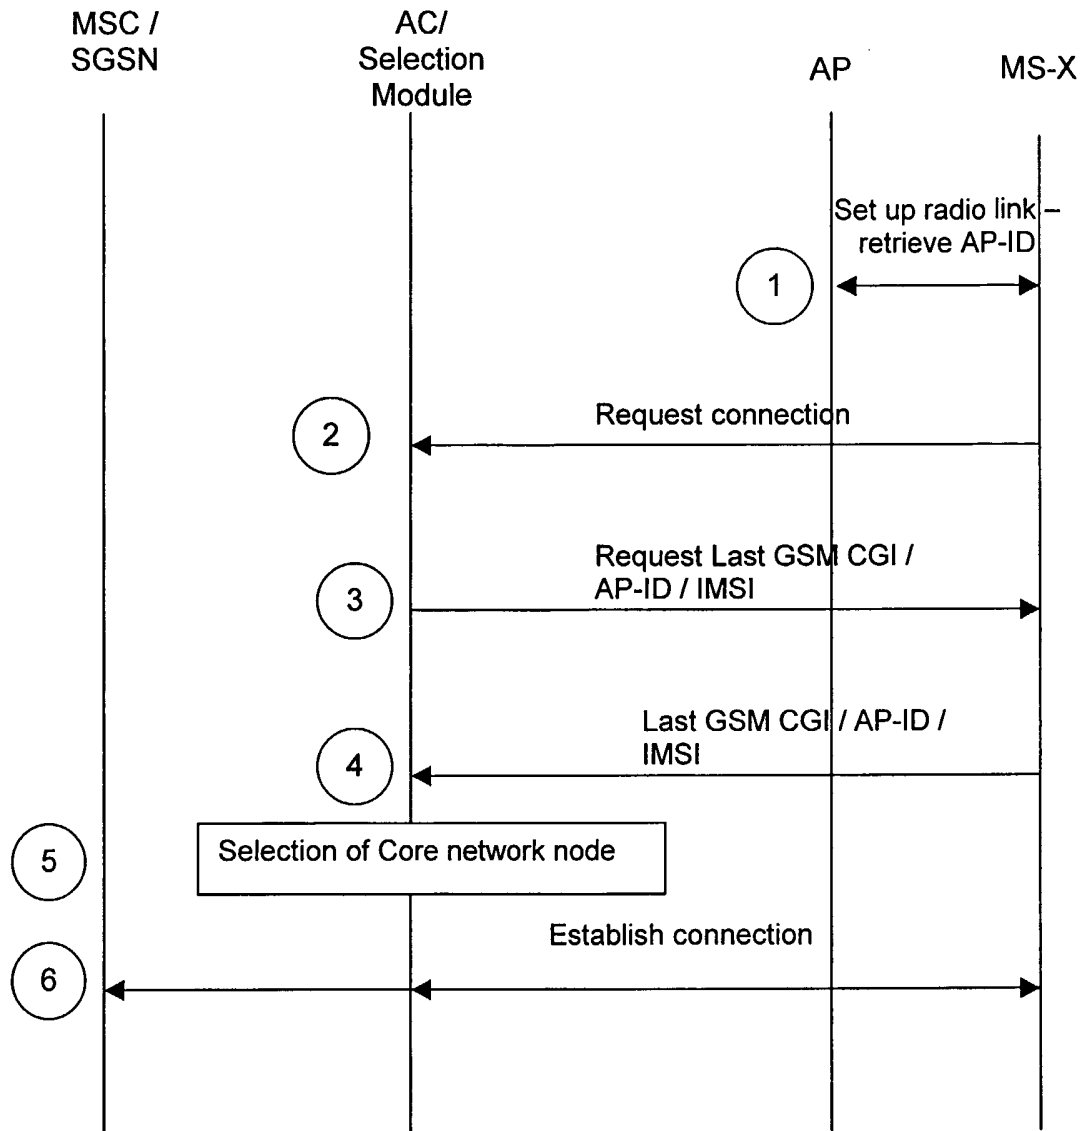 MSC /
SGSN
AC/
Selection
Module
AP
MS-X
Set up radio link –
retrieve AP-ID
1
Request connection
2
Request Last GSM CGI /
AP-ID / IMSI
3
Last GSM CGI / AP-ID /
IMSI
4
Selection of Core network node
5
Establish connection
6